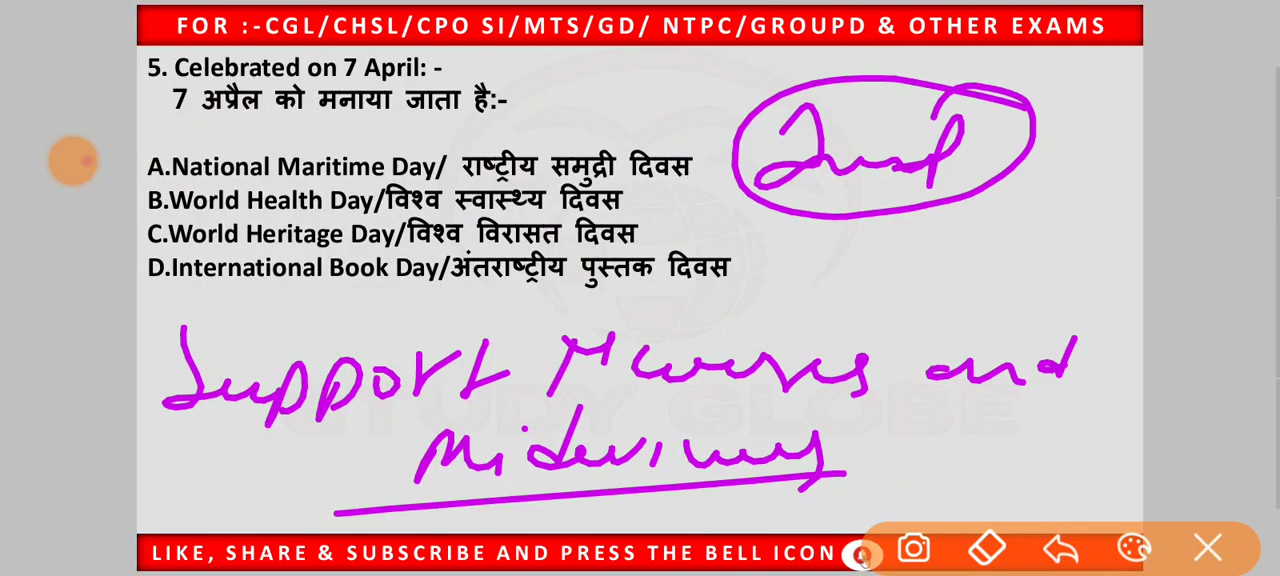 FOR :-CGL/CHSL/CPO SI/MTS/GD/ NTPC/GROUPD & OTHER EXAMS
5. Celebrated on 7 April: -
7 अप्रैल को मनाया जाता है:-
A.National Maritime Day/ राष्ट्रीय समुद्री दिवस
B.World Health Day/विश्व स्वास्थ्य दिवस
C.World Heritage Day/विश्व विरासत दिवस
D.International Book Day/अंतराष्ट्रीय पुस्तक दिवस
Support and
STUDY GLOBE
LIKE, SHARE & SUBSCRIBE AND PRESS THE BELL ICON